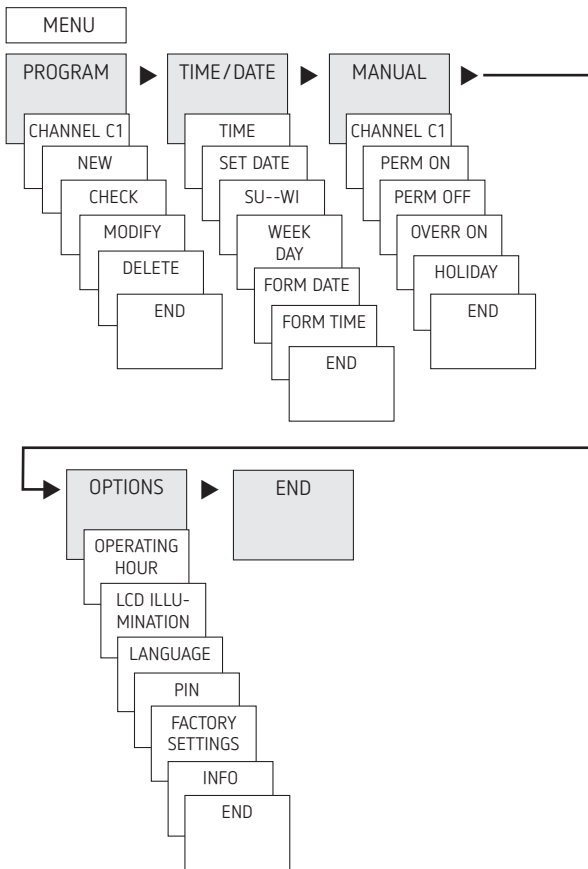 MENU
PROGRAM
CHANNEL C1
NEW
CHECK
MODIFY
DELETE
END
TIME/DATE
TIME
SET DATE
SU--WI
WEEK
DAY
FORM DATE
FORM TIME
END
MANUAL
CHANNEL C1
PERM ON
PERM OFF
OVERR ON
HOLIDAY
END
OPTIONS
OPERATING
HOUR
LCD ILLU-
MINATION
LANGUAGE
PIN
FACTORY
SETTINGS
INFO
END
END